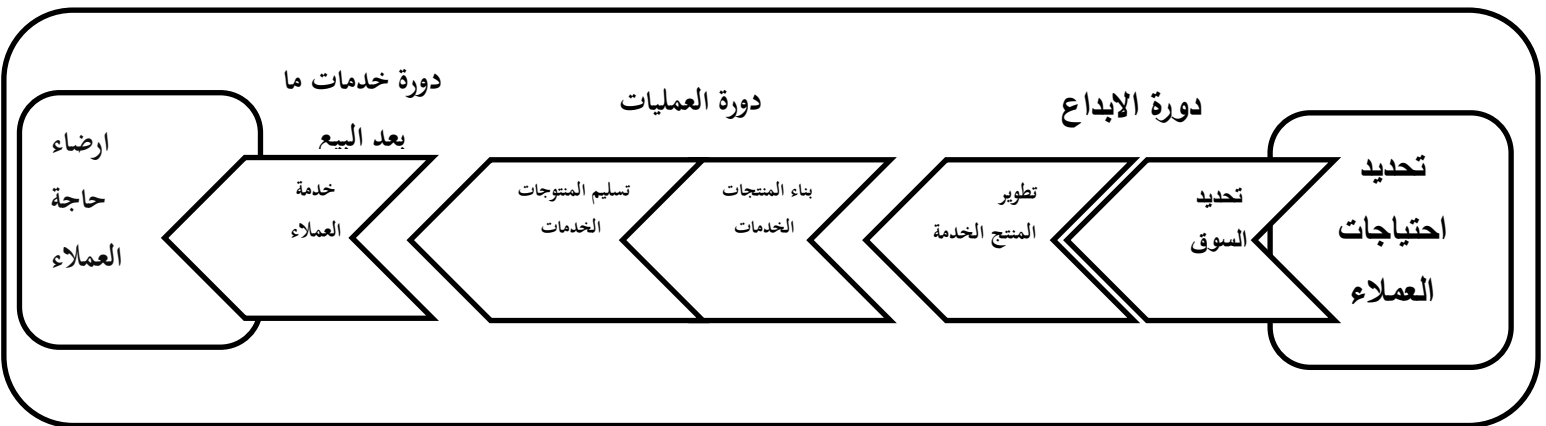 تحديد
احتياجات
العملاء
دورة الابداع
تحديد
السوق
تطوير
المنتج الخدمة
دورة العمليات
بناء المنتجات
الخدمات
تسليم المنتوجات
الخدمات
دورة خدمات ما
بعد البيع
خدمة
العملاء
ارضاء
حاجة
العملاء